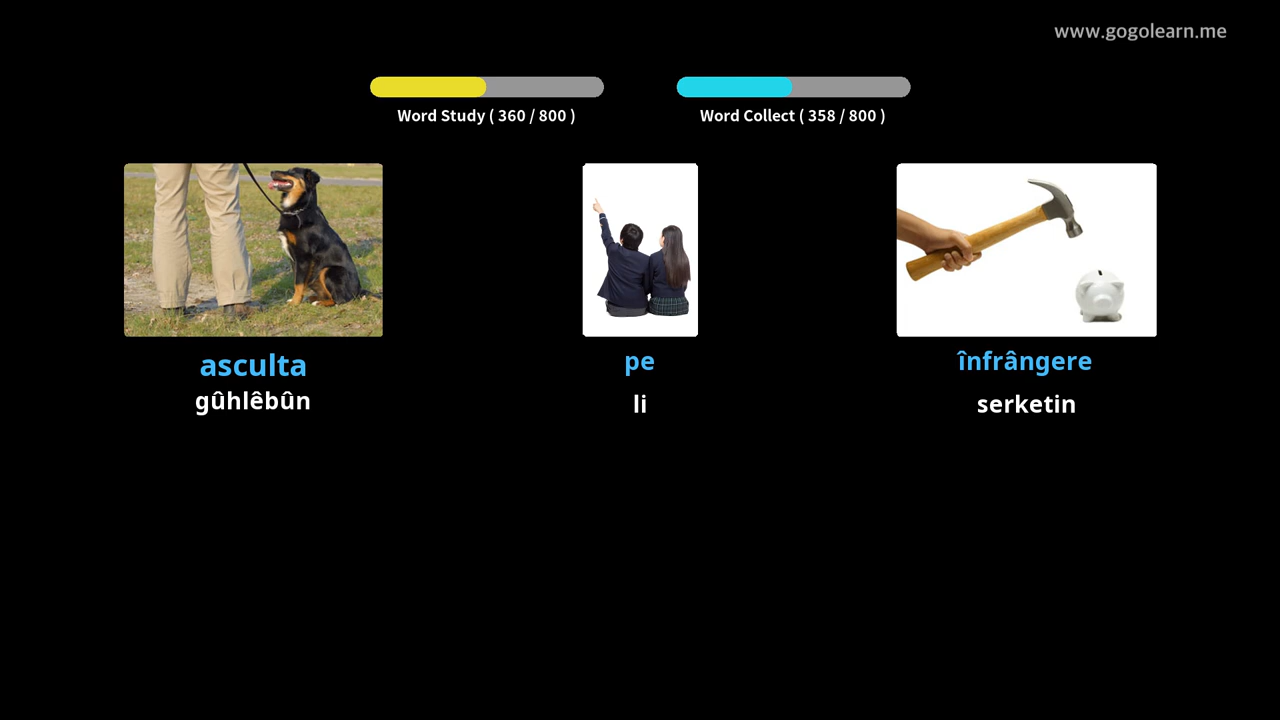 www.gogolearn.me
Word Study ( 360 / 800 )
Word Collect ( 358 / 800 )
asculta
gûhlêbûn
pe
li
înfrângere
serketin